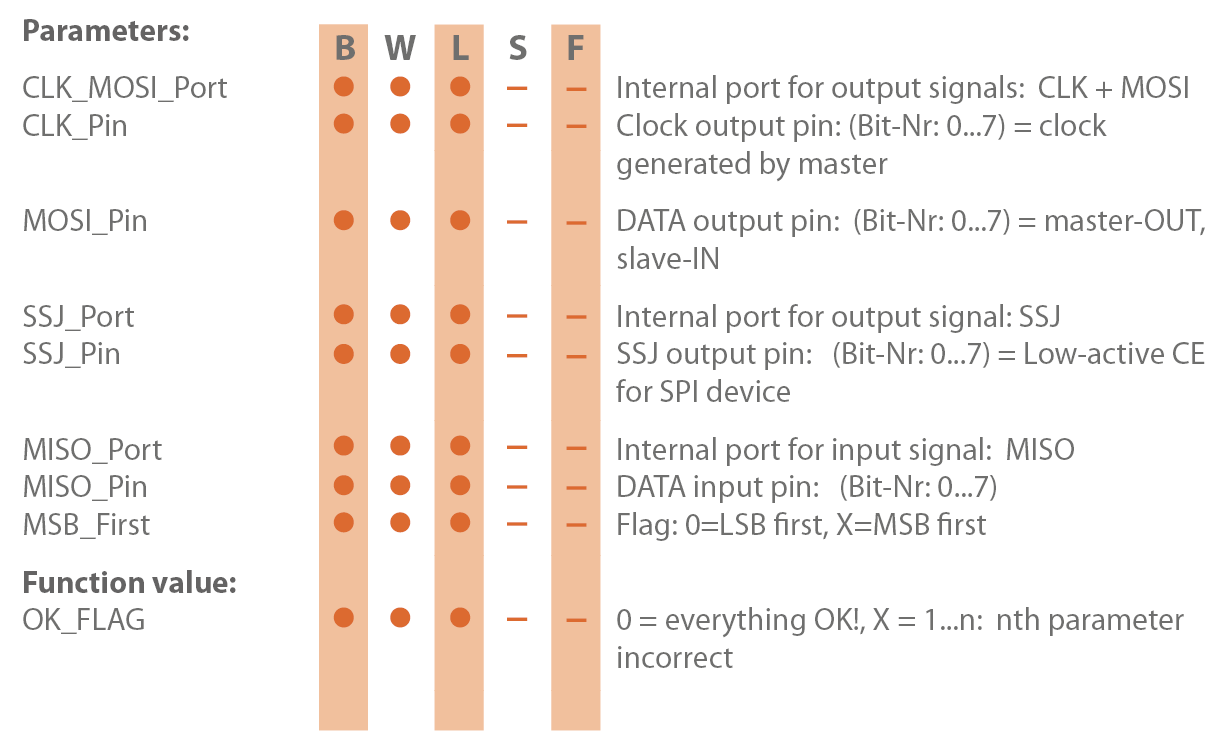 Parameters:
B W L S F
CLK_MOSI_Port ● ● ● – – Internal port for output signals: CLK + MOSI
CLK_Pin ● ● ● – – Clock output pin: (Bit-Nr: 0...7) = clock
generated by master
MOSI_Pin ● ● ● – – DATA output pin: (Bit-Nr: 0...7) = master-OUT,
slave-IN
SSJ_Port ● ● ● – – Internal port for output signal: SSJ
SSJ_Pin ● ● ● – – SSJ output pin: (Bit-Nr: 0...7) = Low-active CE
for SPI device
MISO_Port ● ● ● – – Internal port for input signal: MISO
MISO_Pin ● ● ● – – DATA input pin: (Bit-Nr: 0...7)
MSB_First ● ● ● – – Flag: 0=LSB first, X=MSB first
Function value:
OK_FLAG ● ● ● – – 0 = everything OK!, X = 1...n: nth parameter
incorrect